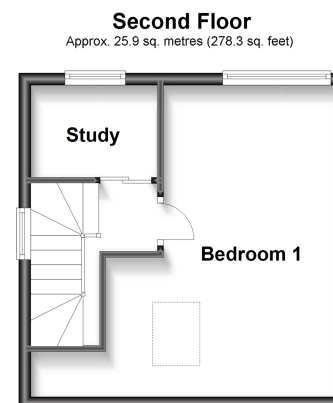 Second Floor
Approx. 25.9 sq. metres (278.3 sq. feet)
Study
Bedroom 1